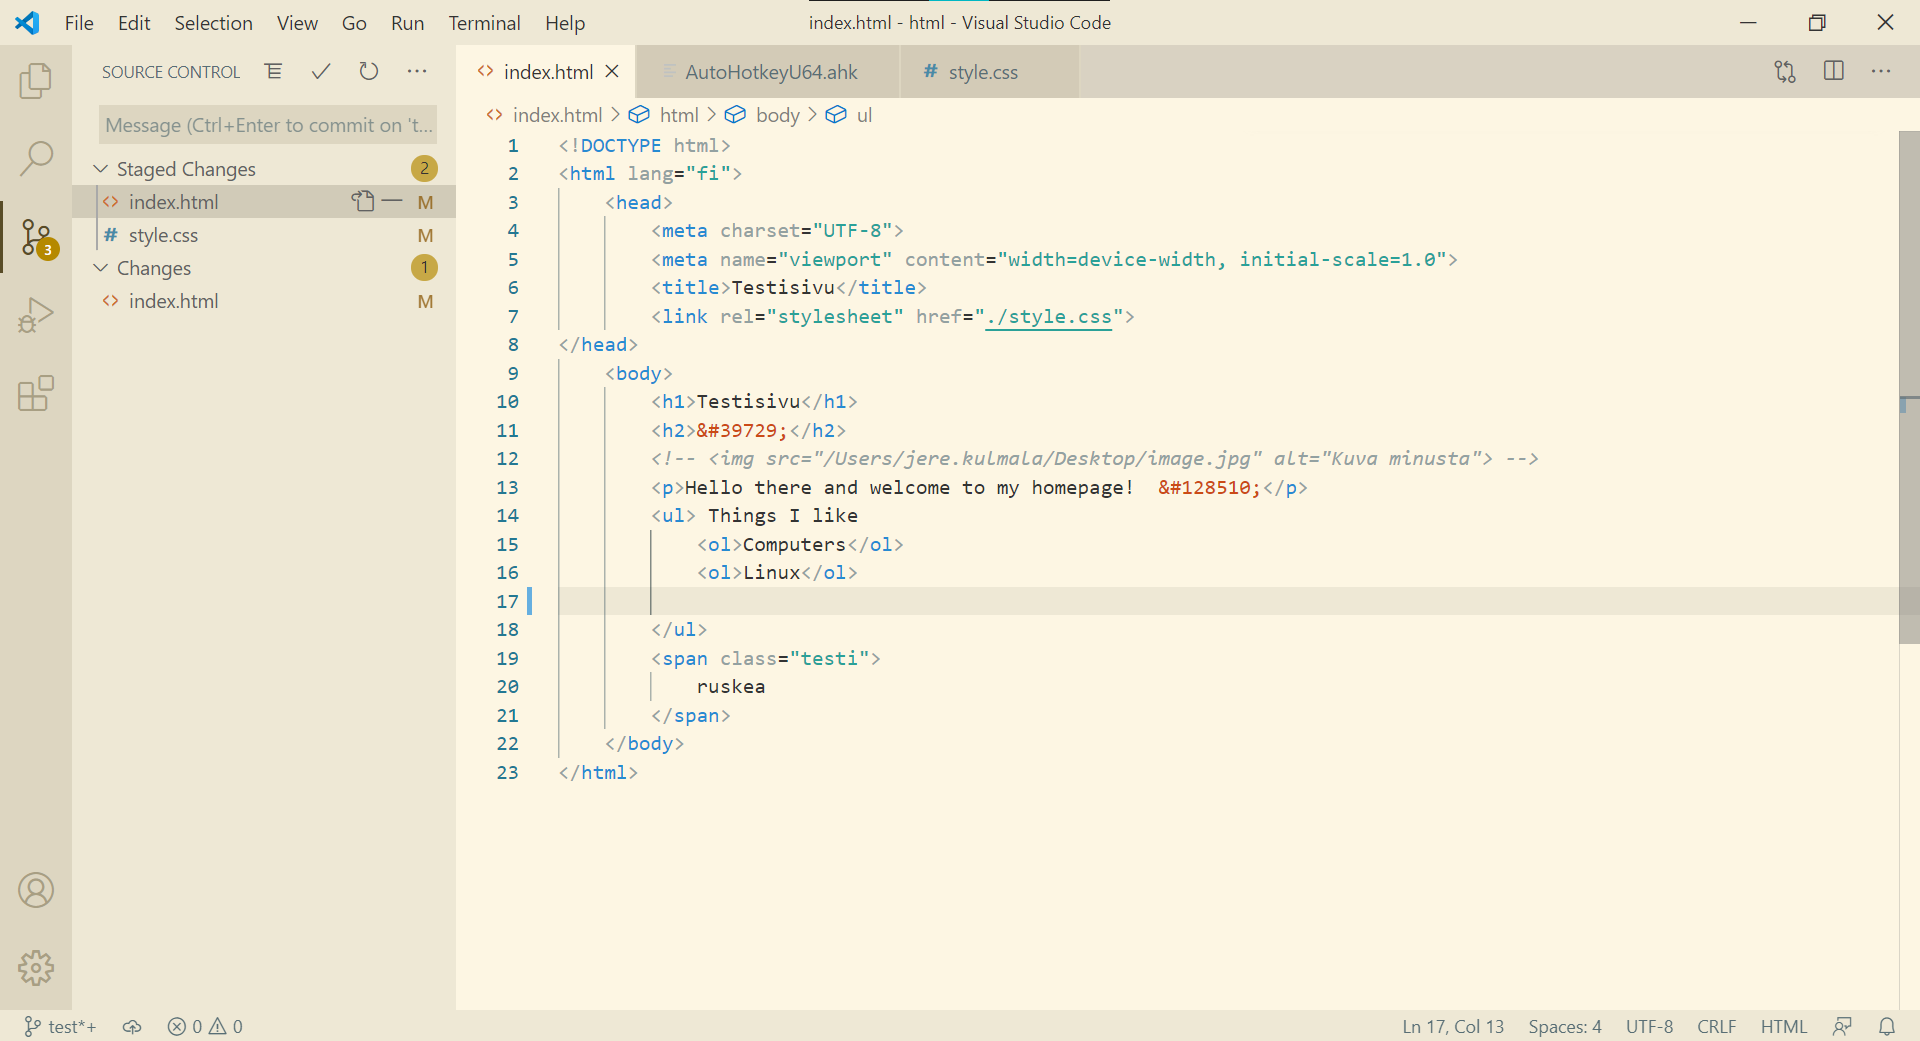 File Edit Selection View Go Run Terminal Help index.html - html - Visual Studio Code
SOURCE CONTROL
Message (Ctrl+Enter to commit on 't...
Staged Changes 2
index.html M
style.css M
Changes 1
index.html M
3
index.html AutoHotkeyU64.ahk style.css
index.html > html > body > ul
1 <!DOCTYPE html>
2 <html lang="fi">
3 <head>
4 <meta charset="UTF-8">
5 <meta name="viewport" content="width=device-width, initial-scale=1.0">
6 <title>Testisivu</title>
7 <link rel="stylesheet" href="./style.css">
8 </head>
9 <body>
10 <h1>Testisivu</h1>
11 <h2>&#39729;</h2>
12 <!-- <img src="/Users/jere.kulmala/Desktop/image.jpg" alt="Kuva minusta"> -->
13 <p>Hello there and welcome to my homepage!  &#128510;</p>
14 <ul> Things I like
15 <ol>Computers</ol>
16 <ol>Linux</ol>
17
18 </ul>
19 <span class="testi">
20 ruskea
21 </span>
22 </body>
23 </html>
test*+ 0 0 Ln 17, Col 13 Spaces: 4 UTF-8 CRLF HTML